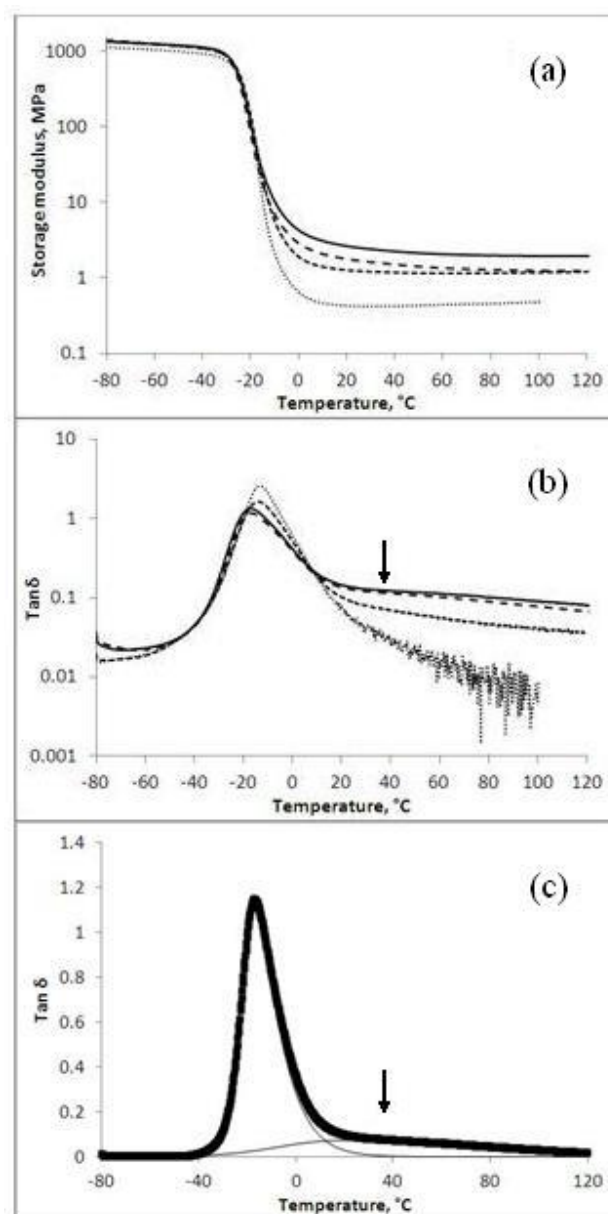 (a)
Storage modulus, MPa
1000
100
10
1
0.1
-80 -60 -40 -20 0 20 40 60 80 100 120
Temperature, °C
(b)
Tan δ
10
1
0.1
0.01
0.001
-80 -60 -40 -20 0 20 40 60 80 100 120
Temperature, °C
(c)
Tan δ
1.4
1.2
1
0.8
0.6
0.4
0.2
0
-80 -40 0 40 80 120
Temperature, °C